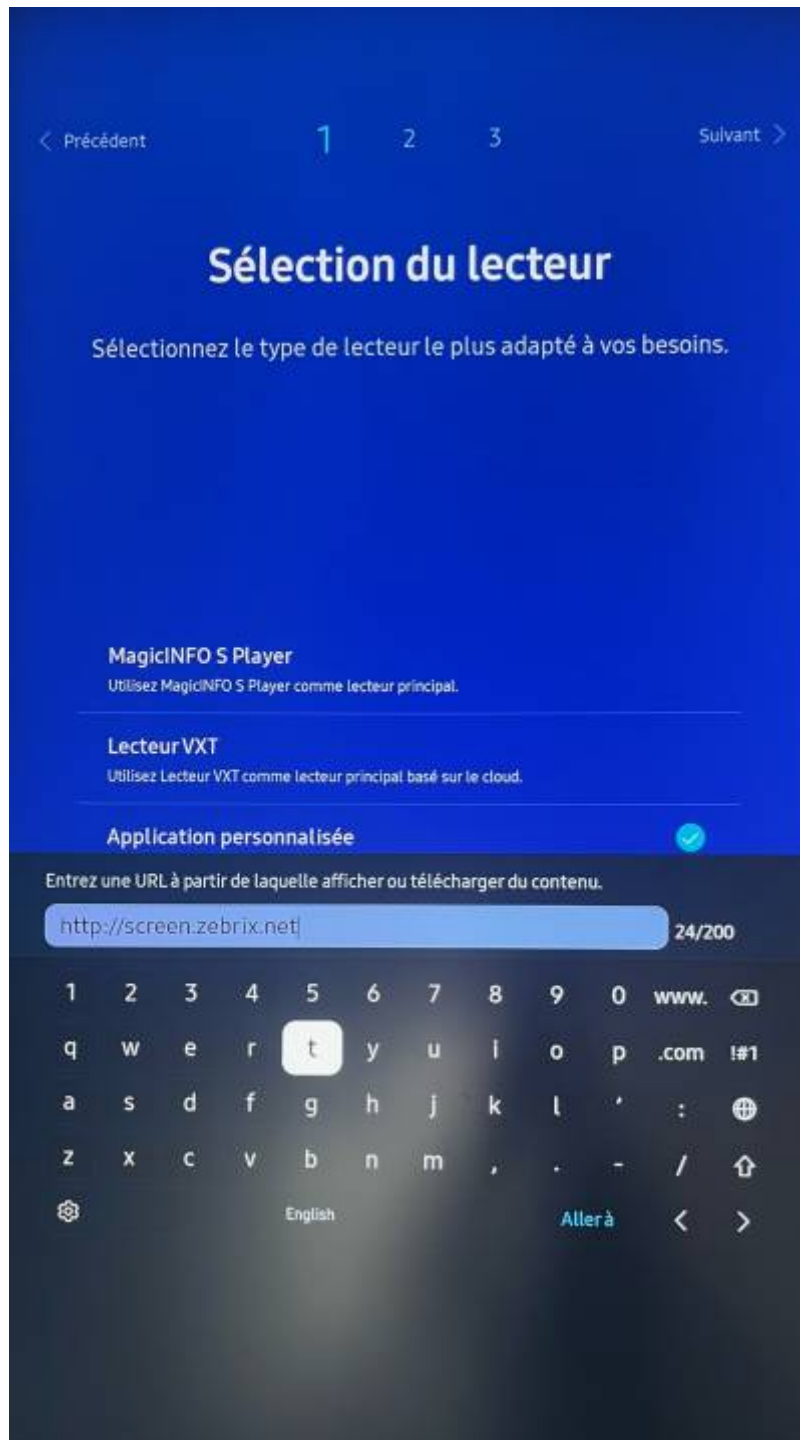 Précédent 1 2 3 Suivant
Sélection du lecteur
Sélectionnez le type de lecteur le plus adapté à vos besoins.
MagicINFO S Player
Utilisez MagicINFO S Player comme lecteur principal.
Lecteur VXT
Utilisez Lecteur VXT comme lecteur principal basé sur le cloud.
Application personnalisée
Entrez une URL à partir de laquelle afficher ou télécharger du contenu.
http://screen.zebrix.net 24/200
1 2 3 4 5 6 7 8 9 0 www.
q w e r t y u i o p .com !#1
a s d f g h j k l ' :
z x c v b n m , . - /
English Aller à < >